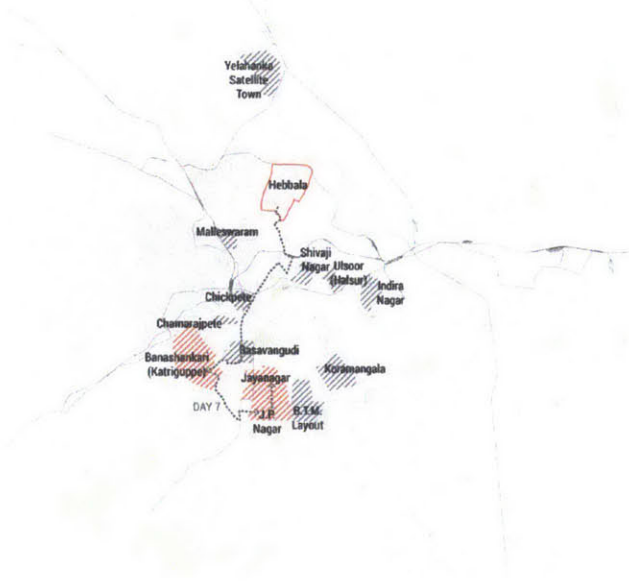 Yelahanka
Satellite
Town
Hebbala
Malleswaram
Shivaji
Nagar
Ulsoor
(Halsur)
Indira
Nagar
Chickpete
Chamarajpete
Basavangudi
Banashankari
(Katriguppe)
Koramangala
Jayanagar
DAY 7
J.P.
Nagar
B.T.M.
Layout